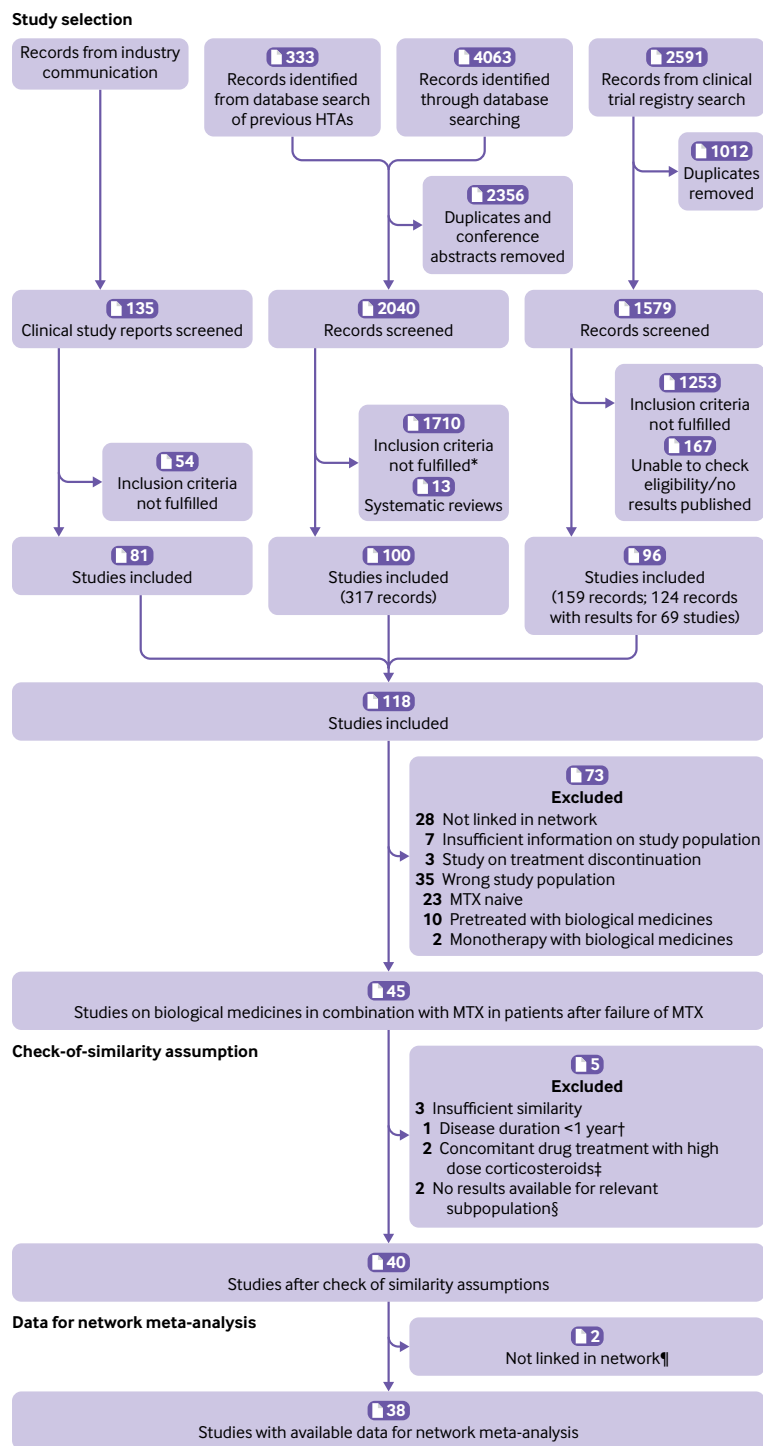 Study selection
Records from industry
communication
333
Records identified
from database search
of previous HTAs
4063
Records identified
through database
searching
2591
Records from clinical
trial registry search
1012
Duplicates
removed
2356
Duplicates and
conference
abstracts removed
135
Clinical study reports screened
2040
Records screened
1579
Records screened
54
Inclusion criteria
not fulfilled
1710
Inclusion criteria
not fulfilled*
13
Systematic reviews
1253
Inclusion criteria
not fulfilled
167
Unable to check
eligibility/no
results published
81
Studies included
100
Studies included
(317 records)
96
Studies included
(159 records; 124 records
with results for 69 studies)
118
Studies included
73
Excluded
28 Not linked in network
7 Insufficient information on study population
3 Study on treatment discontinuation
35 Wrong study population
23 MTX naive
10 Pretreated with biological medicines
2 Monotherapy with biological medicines
45
Studies on biological medicines in combination with MTX in patients after failure of MTX
Check-of-similarity assumption
5
Excluded
3 Insufficient similarity
1 Disease duration <1 year†
2 Concomitant drug treatment with high
dose corticosteroids‡
2 No results available for relevant
subpopulation§
40
Studies after check of similarity assumptions
Data for network meta-analysis
2
Not linked in network¶
38
Studies with available data for network meta-analysis